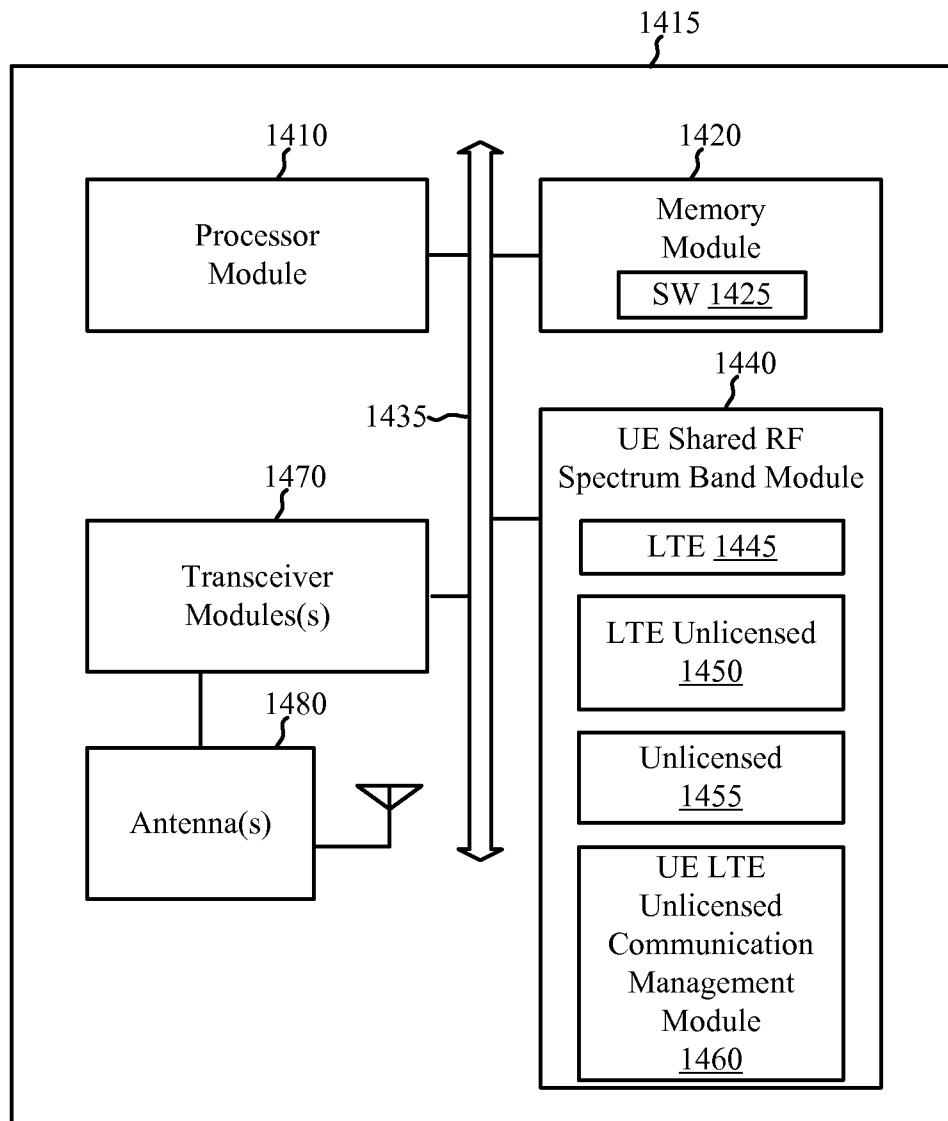 1415
1410
Processor
Module
1420
Memory
Module
SW 1425
1435
1440
UE Shared RF
Spectrum Band Module
LTE 1445
LTE Unlicensed
1450
Unlicensed
1455
UE LTE
Unlicensed
Communication
Management
Module
1460
1470
Transceiver
Modules(s)
1480
Antenna(s)